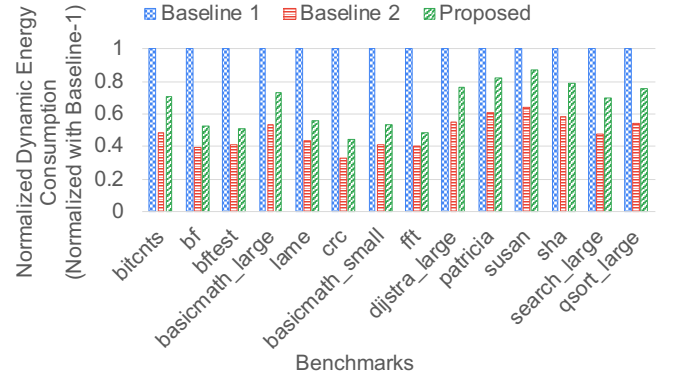 Baseline 1 Baseline 2 Proposed
Normalized Dynamic Energy
Consumption
(Normalized with Baseline-1)
1
0.8
0.6
0.4
0.2
0
bitcnts
bf
bftest
basicmath_large
lame
crc
basicmath_small
fft
dijstra_large
patricia
susan
sha
search_large
qsort_large
Benchmarks